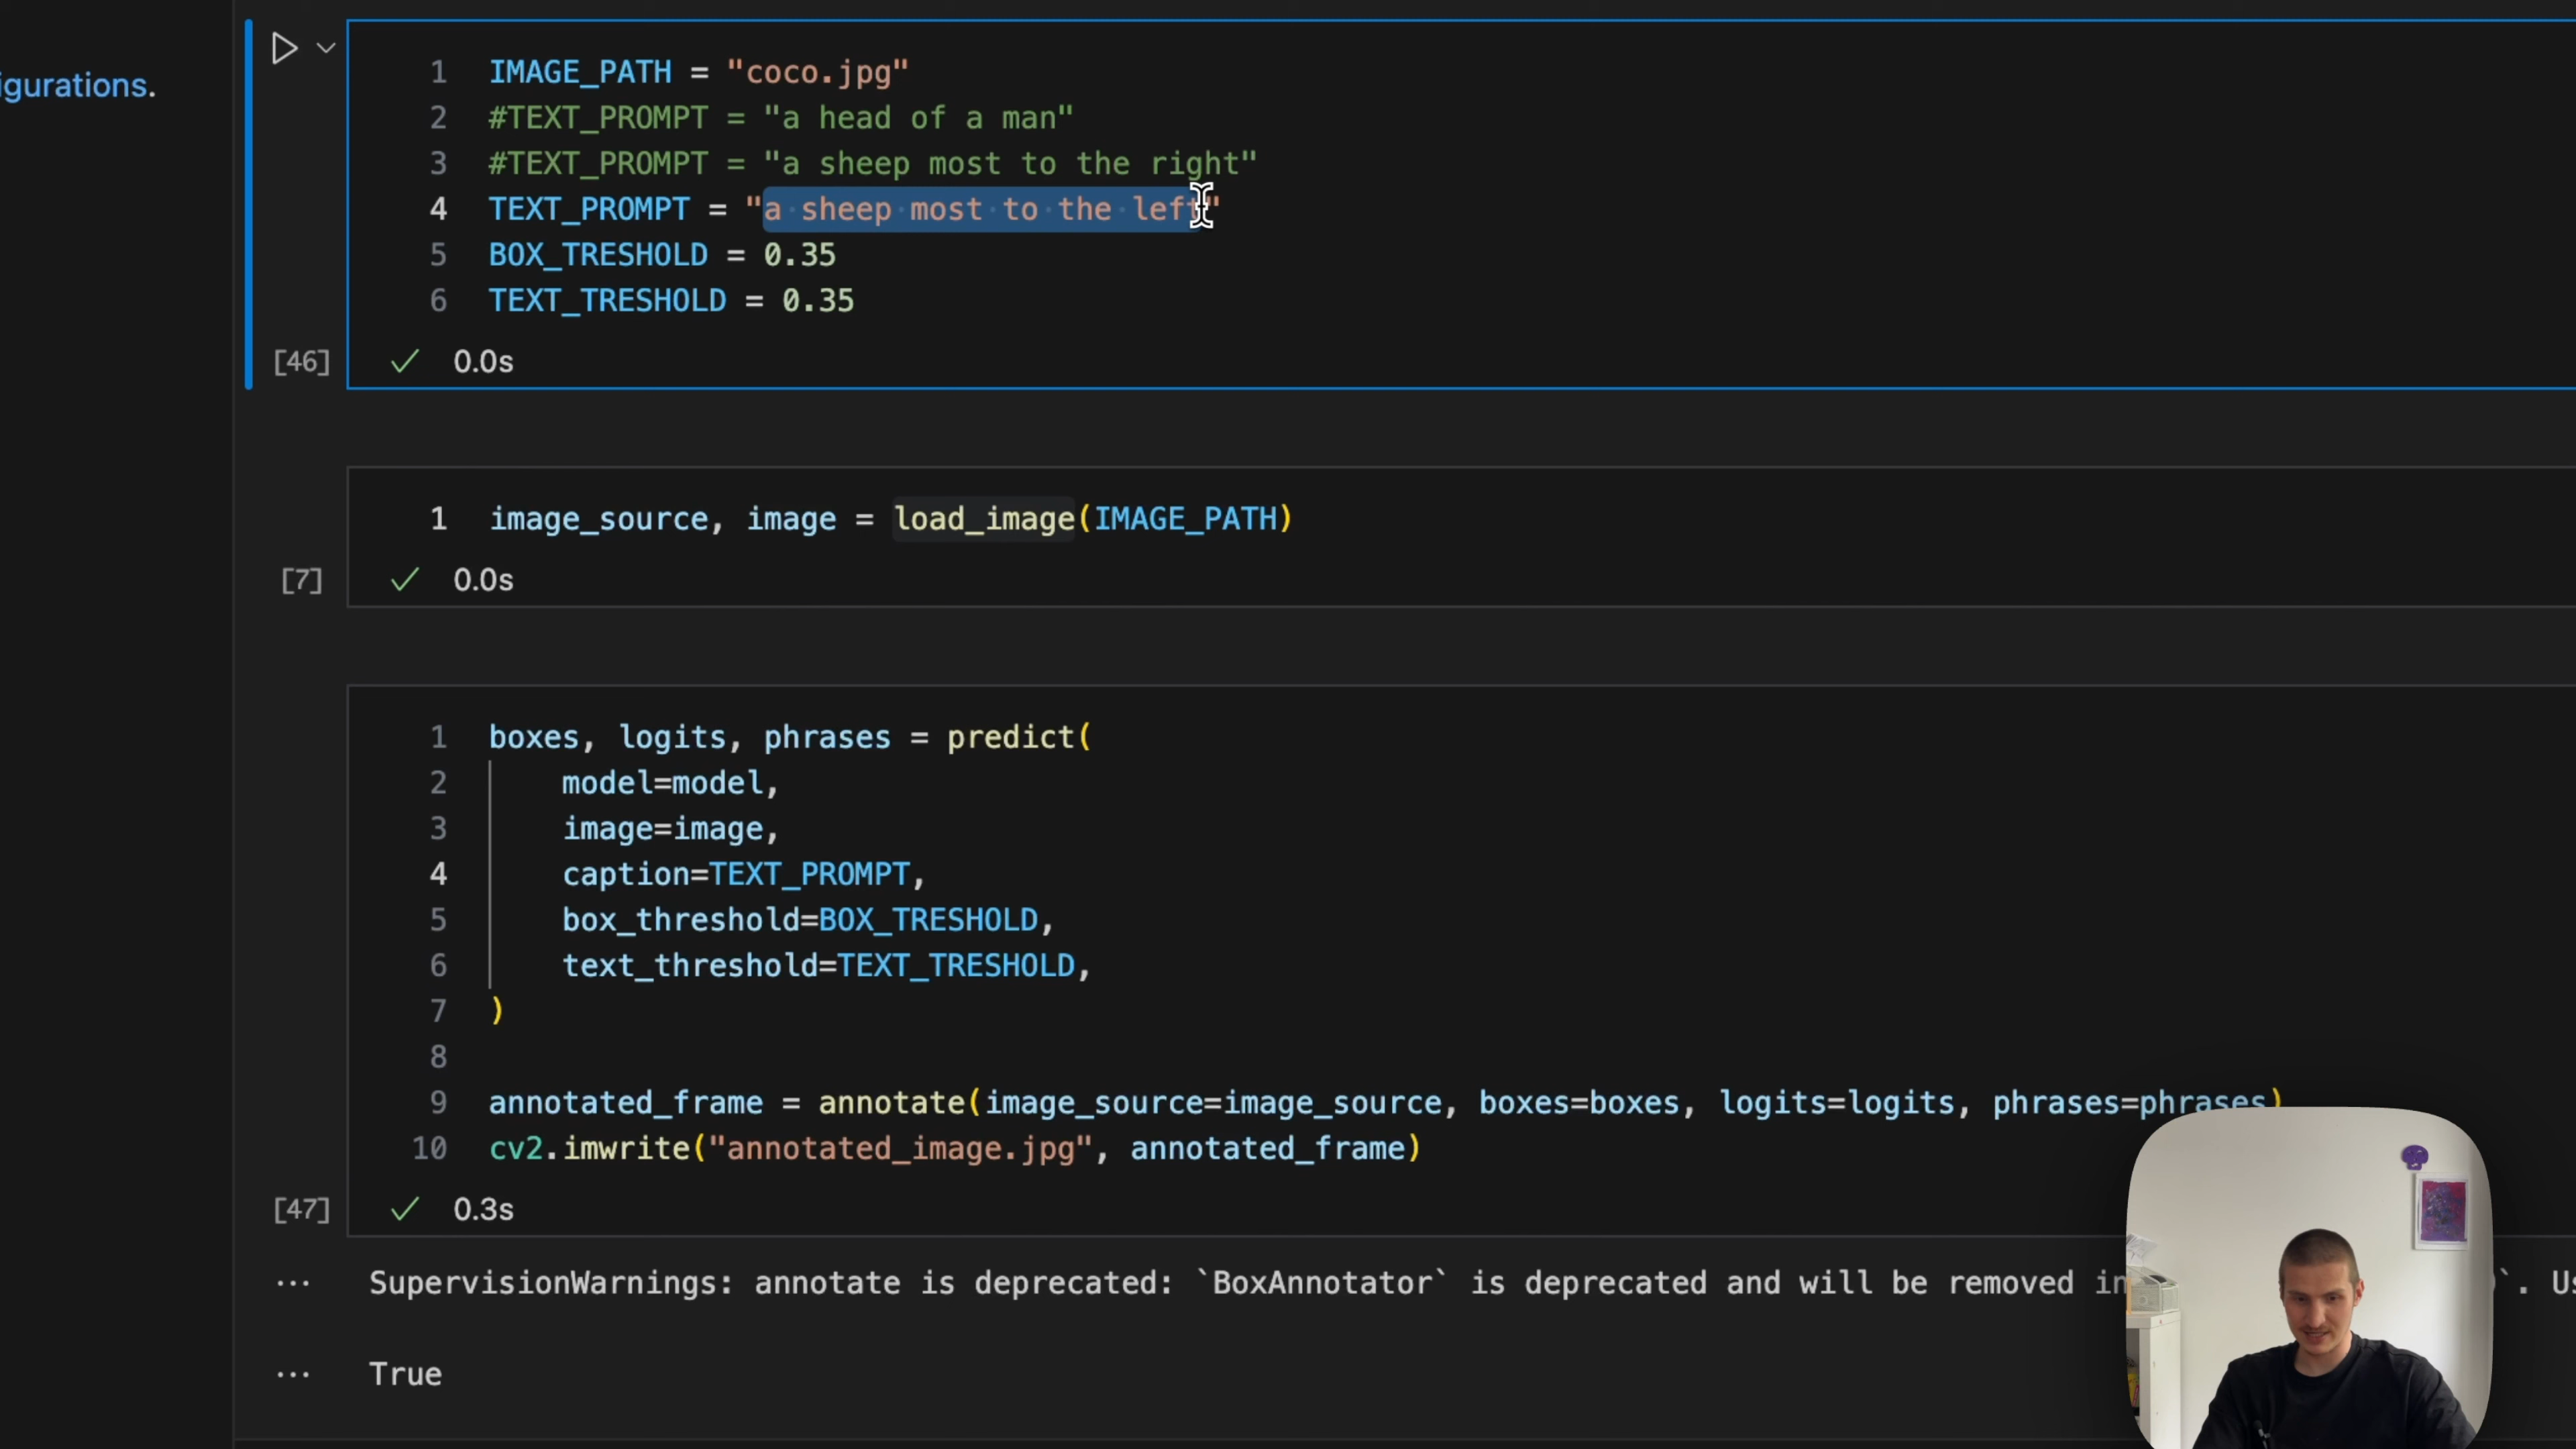 igurations.
1 IMAGE_PATH = "coco.jpg"
2 #TEXT_PROMPT = "a head of a man"
3 #TEXT_PROMPT = "a sheep most to the right"
4 TEXT_PROMPT = "a sheep most to the left"
5 BOX_TRESHOLD = 0.35
6 TEXT_TRESHOLD = 0.35
[46] 0.0s
1 image_source, image = load_image(IMAGE_PATH)
[7] 0.0s
1 boxes, logits, phrases = predict(
2 model=model,
3 image=image,
4 caption=TEXT_PROMPT,
5 box_threshold=BOX_TRESHOLD,
6 text_threshold=TEXT_TRESHOLD,
7 )
8
9 annotated_frame = annotate(image_source=image_source, boxes=boxes, logits=logits, phrases=phrases)
10 cv2.imwrite("annotated_image.jpg", annotated_frame)
[47] 0.3s
... SupervisionWarnings: annotate is deprecated: `BoxAnnotator` is deprecated and will be removed in `. Us
... True